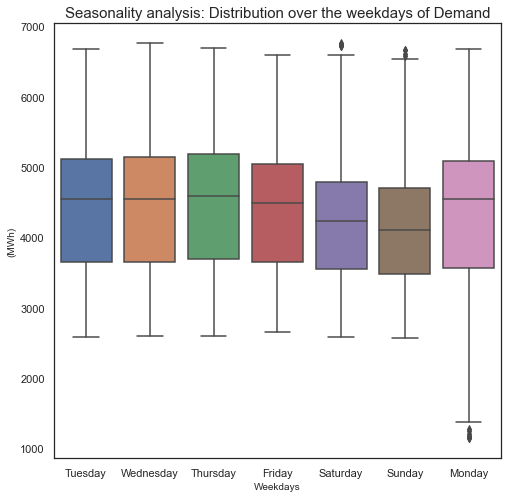 Seasonality analysis: Distribution over the weekdays of Demand
7000
6000
5000
4000
3000
2000
1000
(MWh)
Tuesday Wednesday Thursday Friday Saturday Sunday Monday
Weekdays